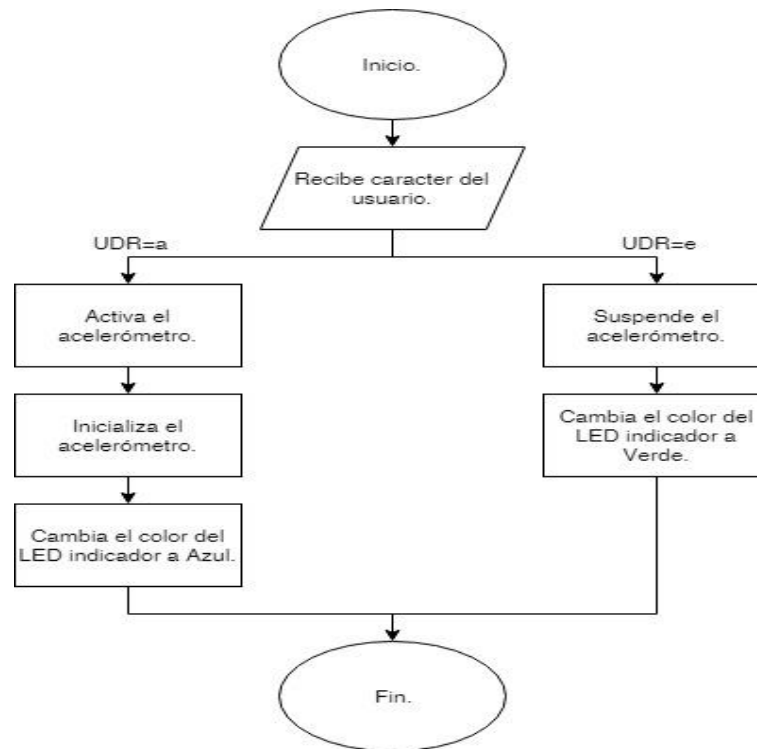 Inicio.
Recibe caracter del
usuario.
UDR=a
UDR=e
Activa el
acelerómetro.
Suspende el
acelerómetro.
Inicializa el
acelerómetro.
Cambia el color del
LED indicador a
Verde.
Cambia el color del
LED indicador a Azul.
Fin.